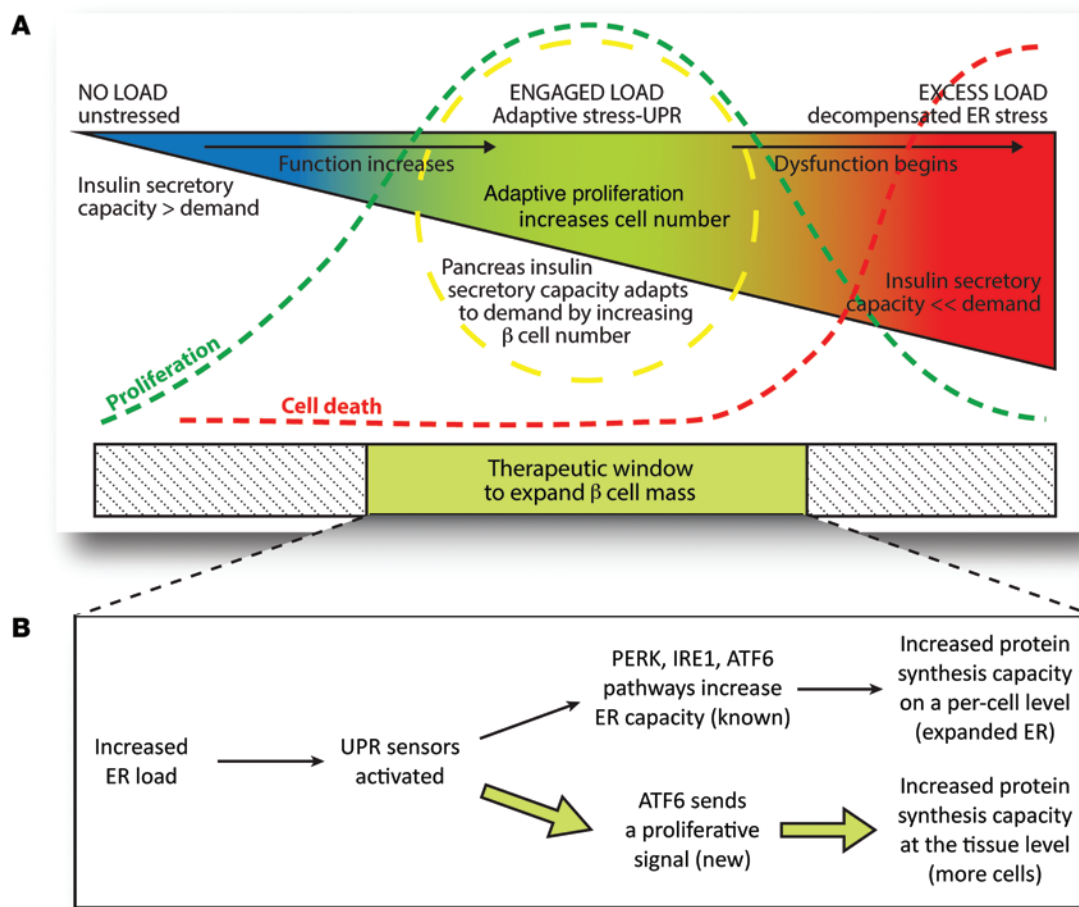 A
NO LOAD
unstressed
ENGAGED LOAD
Adaptive stress-UPR
EXCESS LOAD
decompensated ER stress
Function increases
Dysfunction begins
Insulin secretory
capacity > demand
Adaptive proliferation
increases cell number
Pancreas insulin
secretory capacity adapts
to demand by increasing
β cell number
Insulin secretory
capacity << demand
Proliferation
Cell death
Therapeutic window
to expand β cell mass
B
Increased
ER load
UPR sensors
activated
PERK, IRE1, ATF6
pathways increase
ER capacity (known)
Increased protein
synthesis capacity
on a per-cell level
(expanded ER)
ATF6 sends
a proliferative
signal (new)
Increased protein
synthesis capacity
at the tissue level
(more cells)